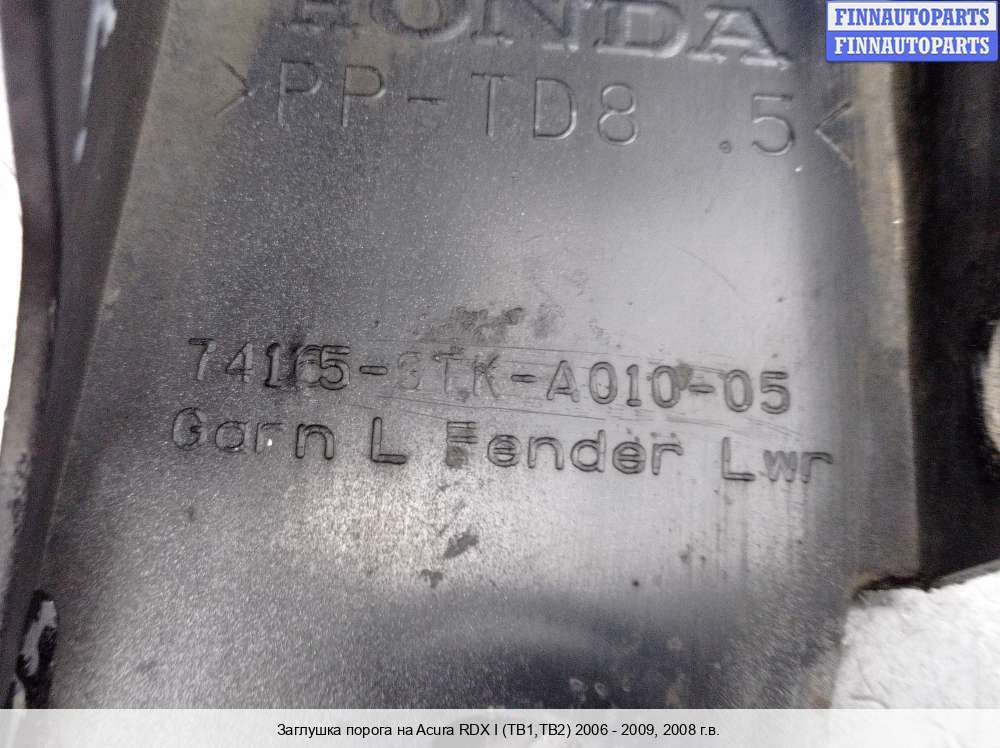 HONDA
FINNAUTOPARTS
FINNAUTOPARTS
>PP-TD8 .5<
74165-STK-A010-05
Garn L Fender Lwr
Заглушка порога на Acura RDX I (TB1,TB2) 2006 - 2009, 2008 г.в.